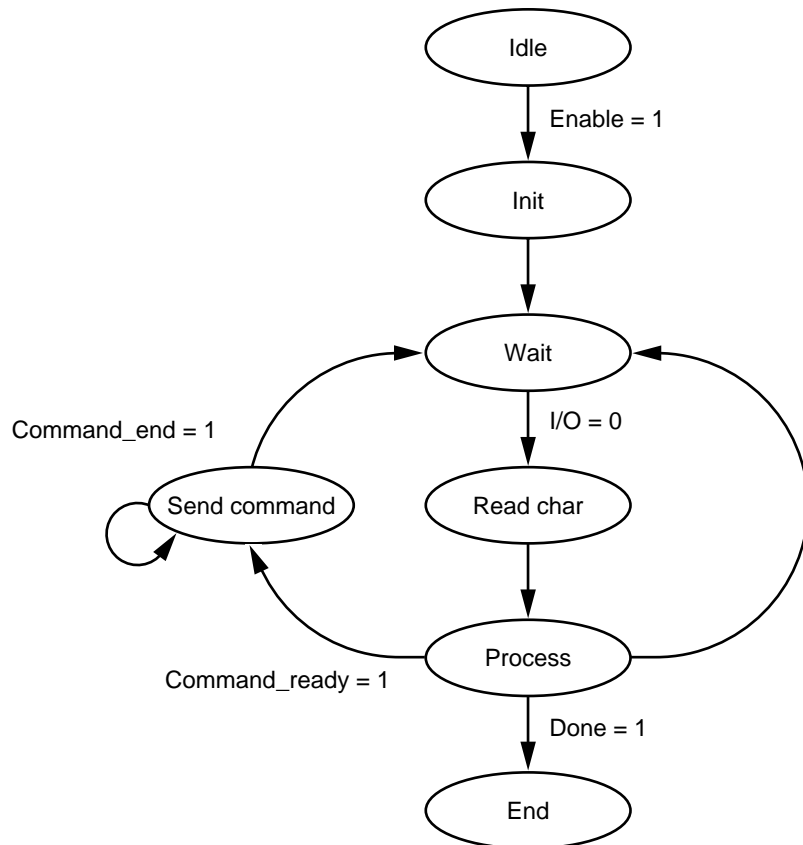 Idle
Enable = 1
Init
Wait
I/O = 0
Command_end = 1
Send command
Read char
Process
Command_ready = 1
Done = 1
End